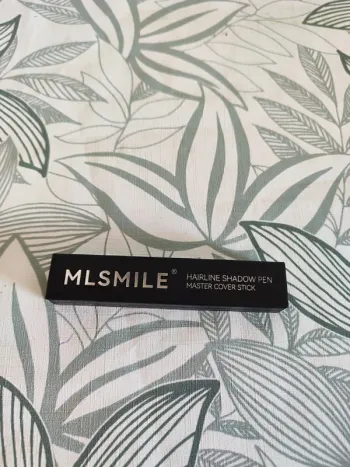 MLSMILE®
HAIRLINE SHADOW PEN
MASTER COVER STICK